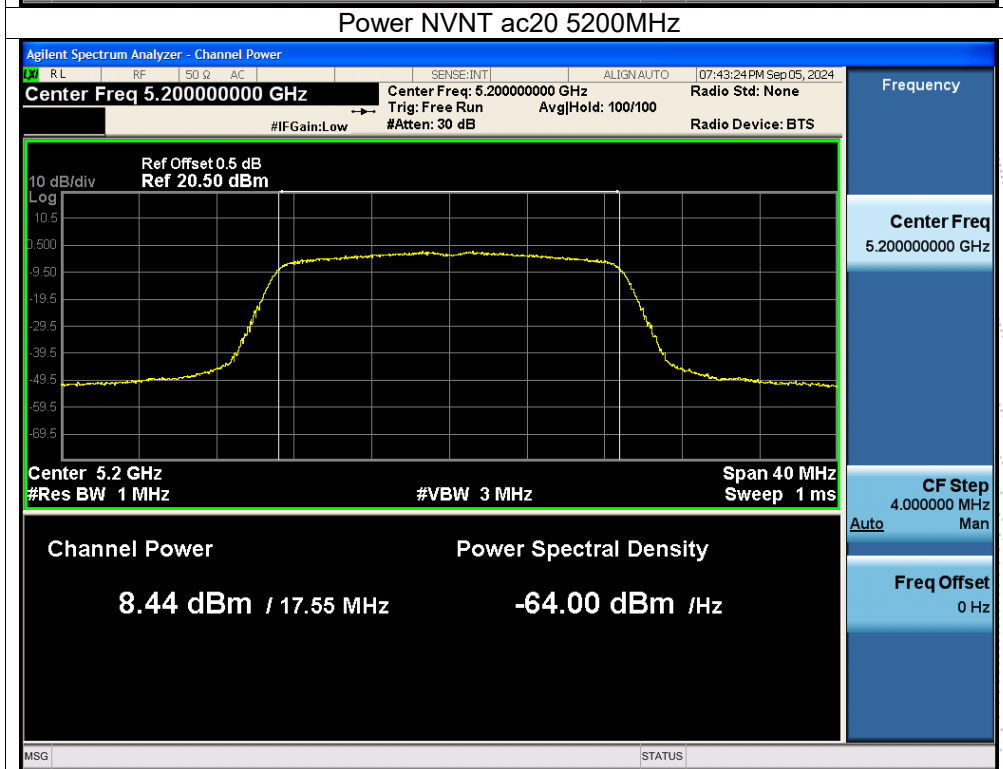 Power NVNT ac20 5200MHz
Agilent Spectrum Analyzer - Channel Power
LXI RL RF 50 Ω AC SENSE:INT ALIGN AUTO 07:43:24 PM Sep 05, 2024
Center Freq 5.200000000 GHz Center Freq: 5.200000000 GHz Radio Std: None
Trig: Free Run Avg|Hold: 100/100
#IFGain:Low #Atten: 30 dB Radio Device: BTS
Ref Offset 0.5 dB
10 dB/div Ref 20.50 dBm
Log
10.5
0.500
-9.50
-19.5
-29.5
-39.5
-49.5
-59.5
-69.5
Center 5.2 GHz Span 40 MHz
#Res BW 1 MHz #VBW 3 MHz Sweep 1 ms
Channel Power Power Spectral Density
8.44 dBm / 17.55 MHz -64.00 dBm /Hz
Frequency
Center Freq
5.200000000 GHz
CF Step
4.000000 MHz
Auto Man
Freq Offset
0 Hz
MSG STATUS